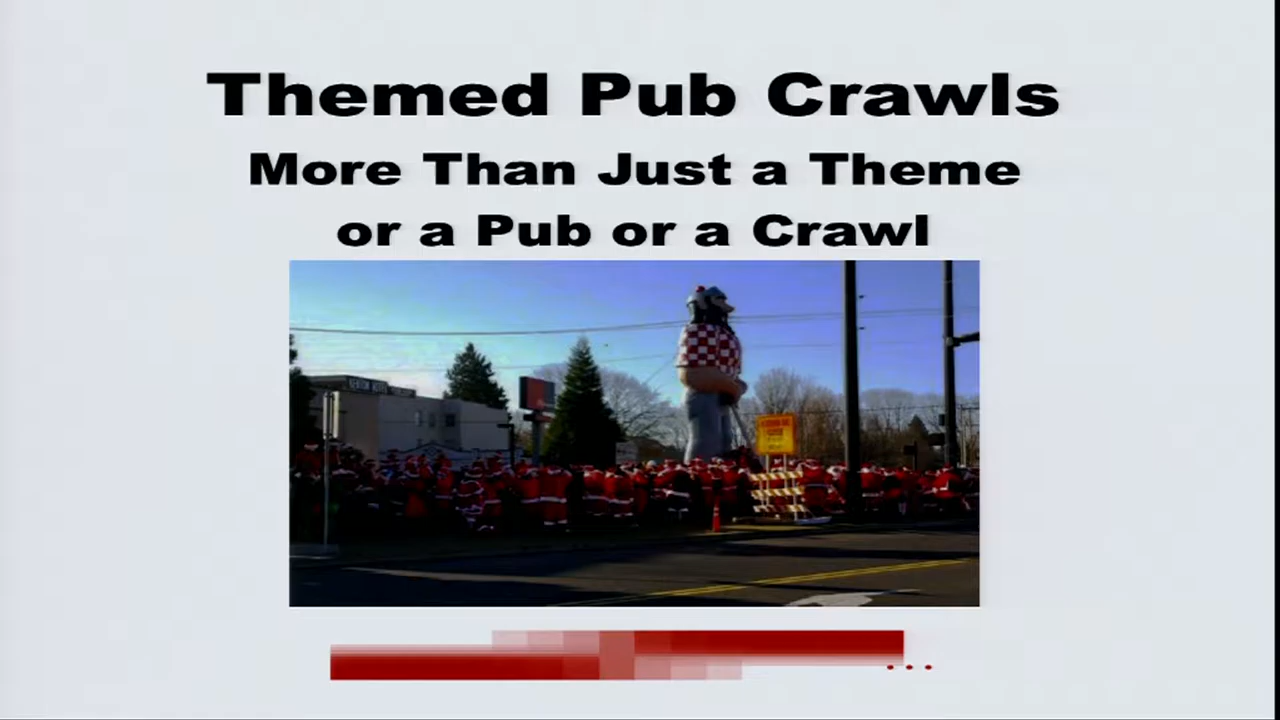 Themed Pub Crawls
More Than Just a Theme
or a Pub or a Crawl